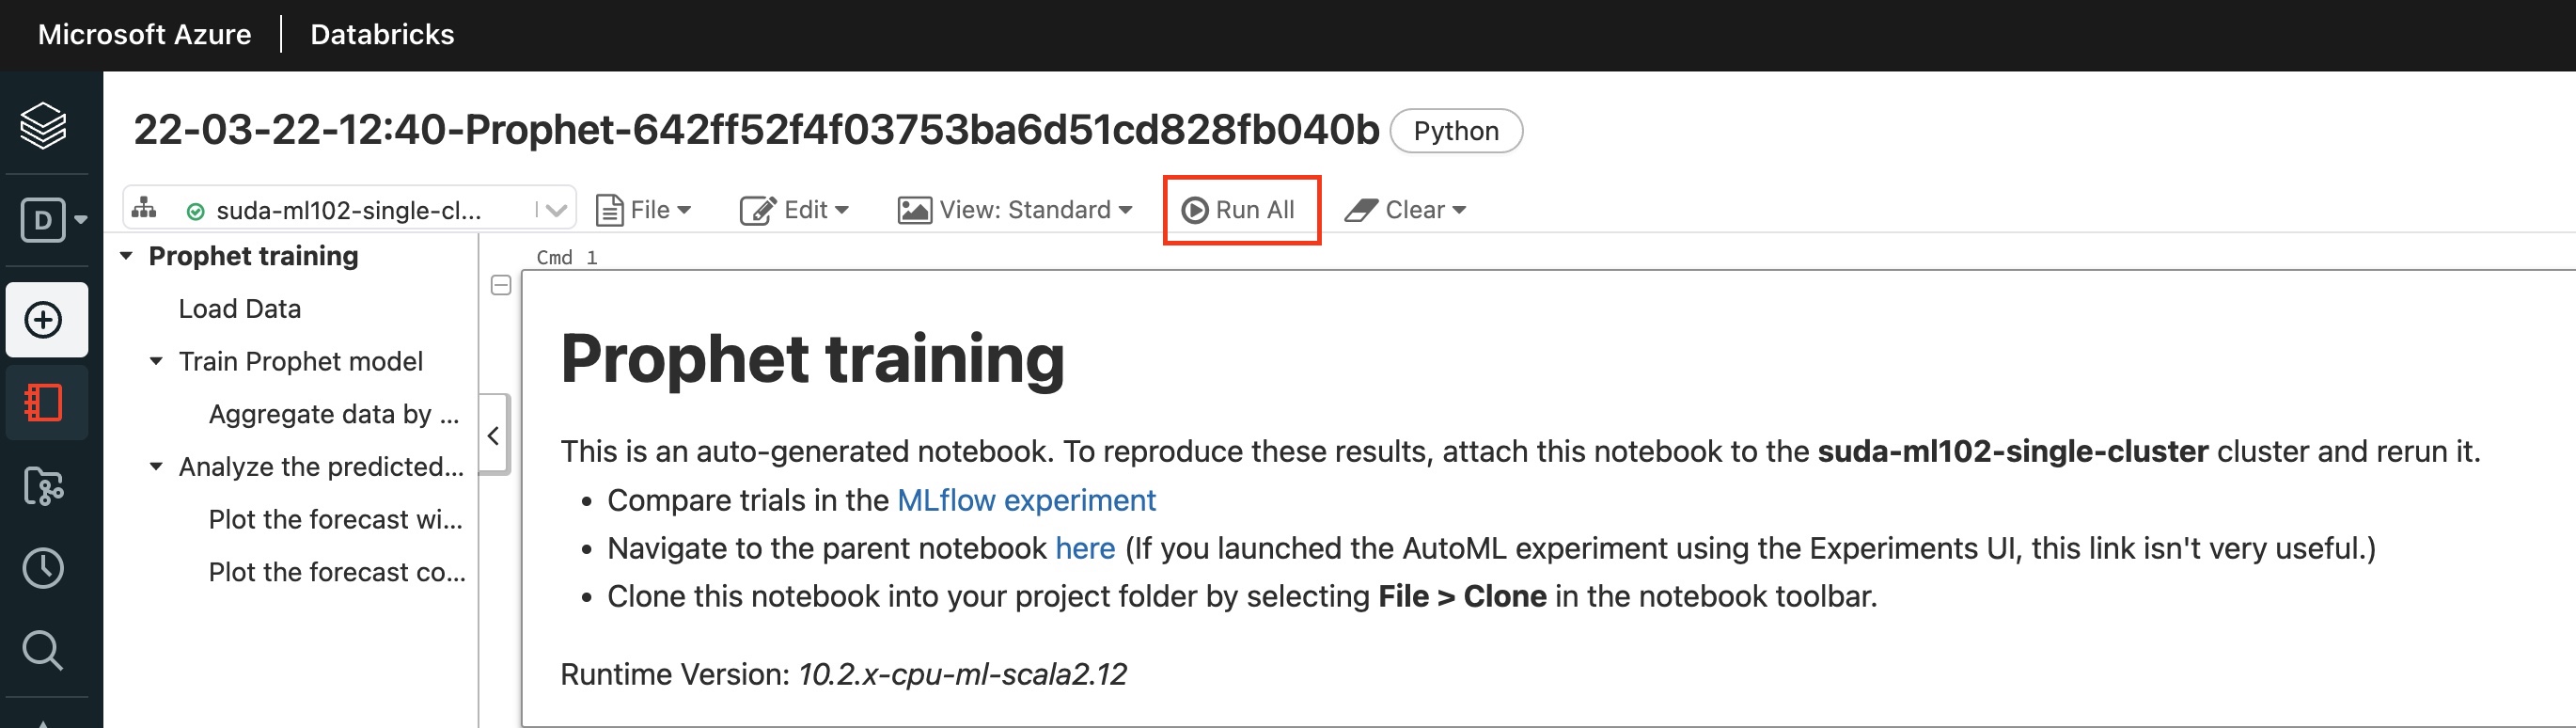 Microsoft Azure | Databricks
22-03-22-12:40-Prophet-642ff52f4f03753ba6d51cd828fb040b Python
D
suda-ml102-single-cl... File Edit View: Standard Run All Clear
Prophet training
Load Data
Train Prophet model
Aggregate data by ...
Analyze the predicted...
Plot the forecast wi...
Plot the forecast co...
Cmd 1
Prophet training
This is an auto-generated notebook. To reproduce these results, attach this notebook to the suda-ml102-single-cluster cluster and rerun it.
• Compare trials in the MLflow experiment
• Navigate to the parent notebook here (If you launched the AutoML experiment using the Experiments UI, this link isn't very useful.)
• Clone this notebook into your project folder by selecting File > Clone in the notebook toolbar.
Runtime Version: 10.2.x-cpu-ml-scala2.12